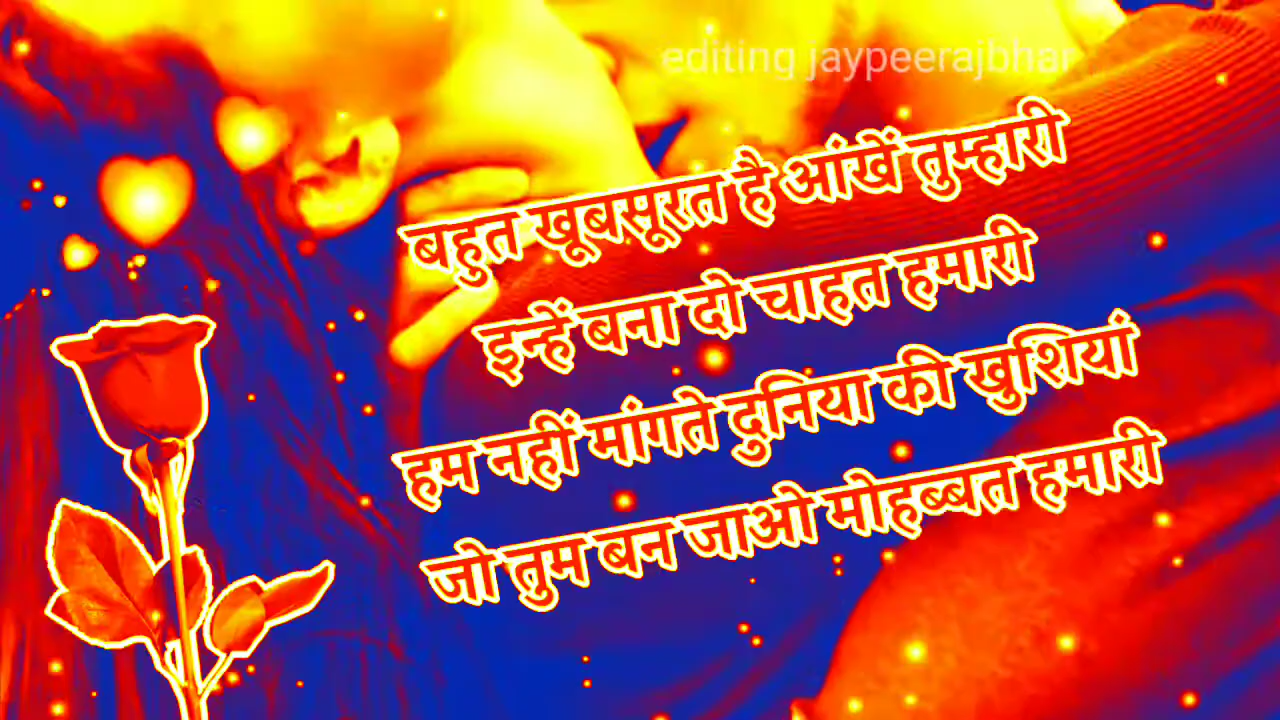 editing jaypeerajbhar
बहुत खूबसूरत है आंखें तुम्हारी
इन्हें बना दो चाहत हमारी
हम नहीं मांगते दुनिया की खुशियां
जो तुम बन जाओ मोहब्बत हमारी